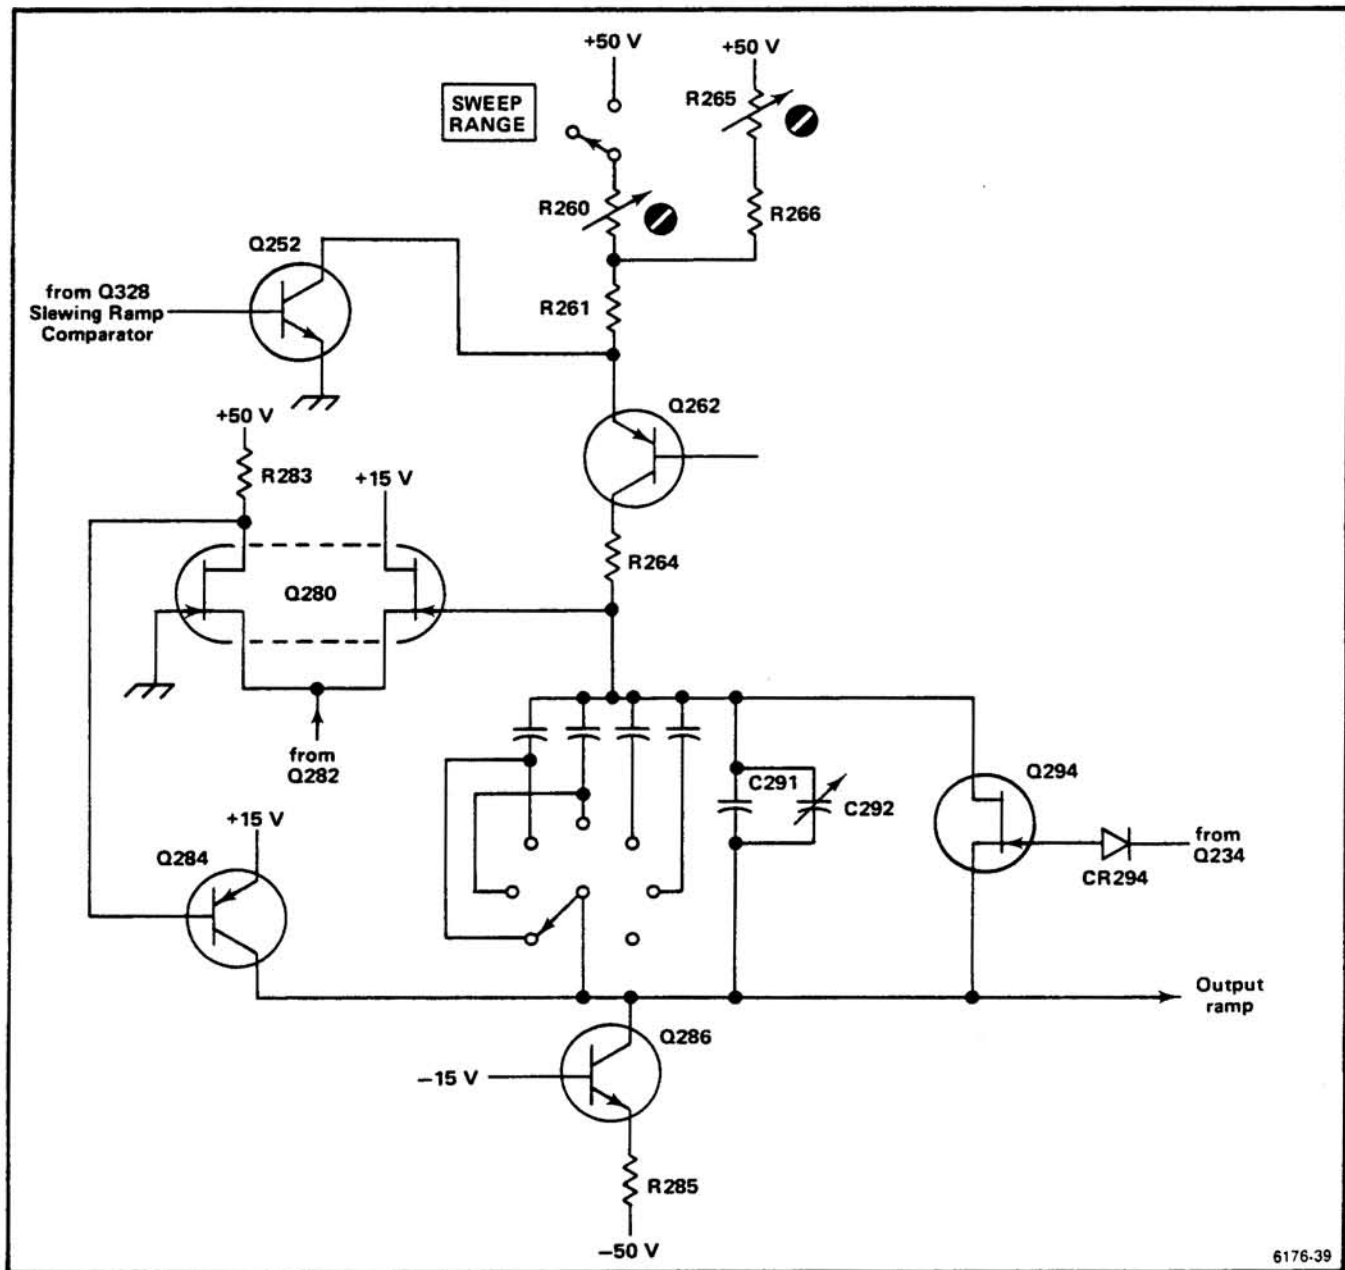 +50 V
+50 V
SWEEP
RANGE
R265
R260
R266
Q252
from Q328
Slewing Ramp
Comparator
R261
+50 V
Q262
R283
+15 V
R264
Q280
from
Q282
C291
Q294
C292
+15 V
Q284
from
Q234
CR294
Output
ramp
Q286
−15 V
R285
−50 V
6176-39